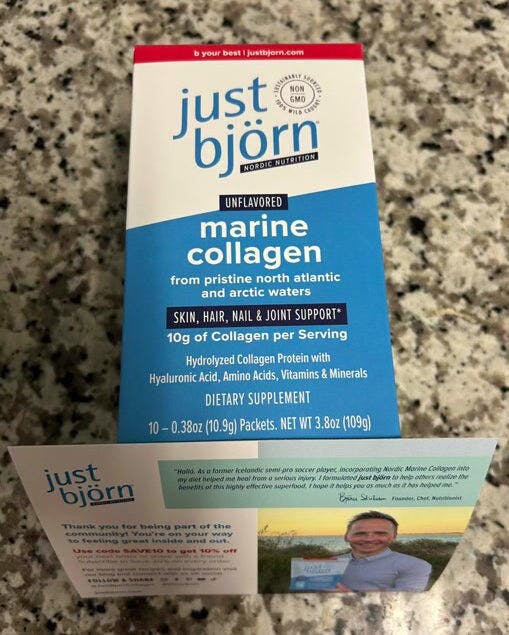 b your best | justbjorn.com
just
björn
NORDIC NUTRITION
SUSTAINABLY SOURCED
NON
GMO
100% WILD CAUGHT
UNFLAVORED
marine
collagen
from pristine north atlantic
and arctic waters
SKIN, HAIR, NAIL & JOINT SUPPORT*
10g of Collagen per Serving
Hydrolyzed Collagen Protein with
Hyaluronic Acid, Amino Acids, Vitamins & Minerals
DIETARY SUPPLEMENT
10 – 0.38oz (10.9g) Packets. NET WT 3.8oz (109g)
just
björn
"Halló. As a former Icelandic semi-pro soccer player, incorporating Nordic Marine Collagen into
my diet helped me heal from a serious injury. I formulated just björn to help others realize the
benefits of this highly effective superfood. I hope it helps you as much as it has helped me."
Founder, Chef, Nutritionist
Thank you for being part of the
community! You're on your way
to feeling great inside and out.
Use code SAVE10 to get 10% off
FOLLOW & SHARE